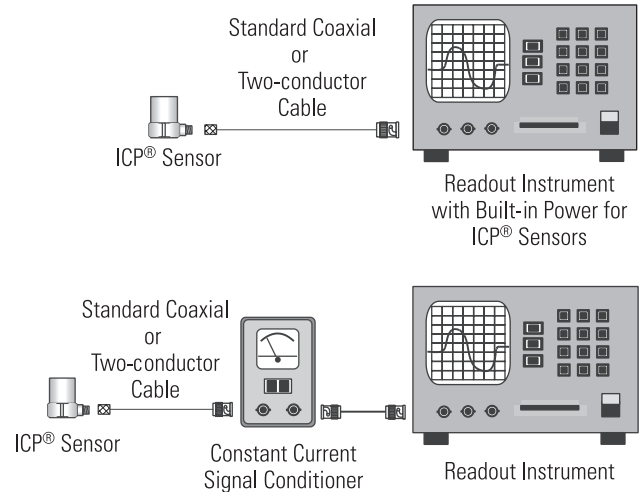 Standard Coaxial
or
Two-conductor
Cable
ICP® Sensor
Readout Instrument
with Built-in Power for
ICP® Sensors
Standard Coaxial
or
Two-conductor
Cable
ICP® Sensor
Constant Current
Signal Conditioner
Readout Instrument